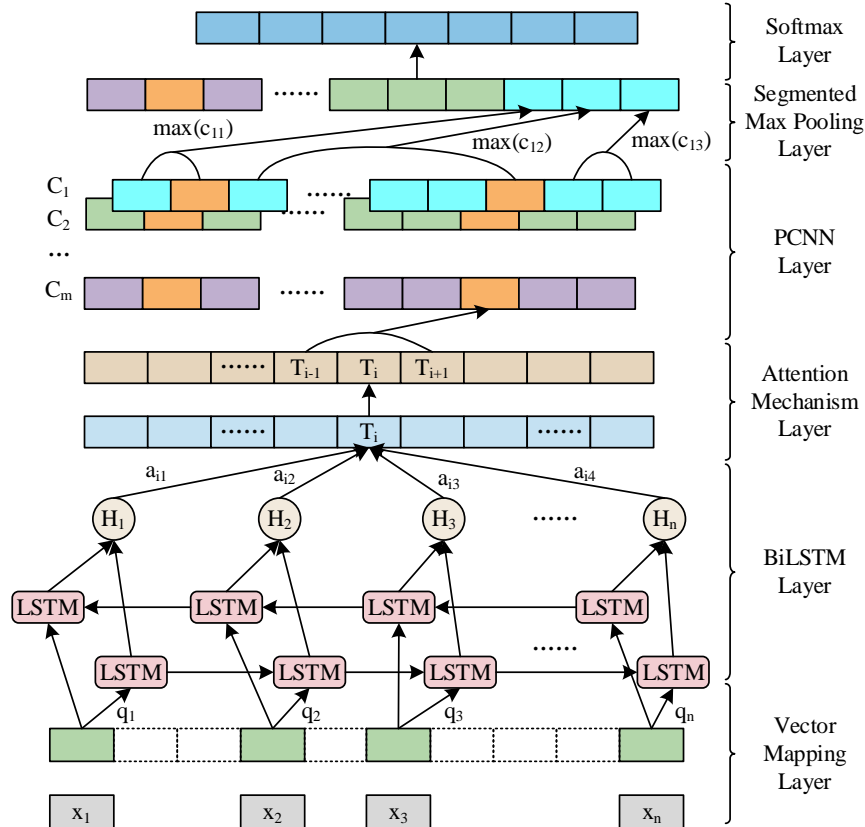 Softmax
Layer
······
Segmented
Max Pooling
Layer
max(c₁₁)
max(c₁₂)
max(c₁₃)
C₁
······
C₂
······
PCNN
Layer
...
Cₘ
······
······ Tᵢ₋₁ Tᵢ Tᵢ₊₁
Attention
Mechanism
Layer
······ Tᵢ ······
aᵢ₁ aᵢ₂ aᵢ₃ aᵢ₄
H₁ H₂ H₃ ······ Hₙ
BiLSTM
Layer
LSTM LSTM LSTM LSTM
······
LSTM LSTM LSTM LSTM
q₁ q₂ q₃ qₙ
Vector
Mapping
Layer
x₁ x₂ x₃ xₙ